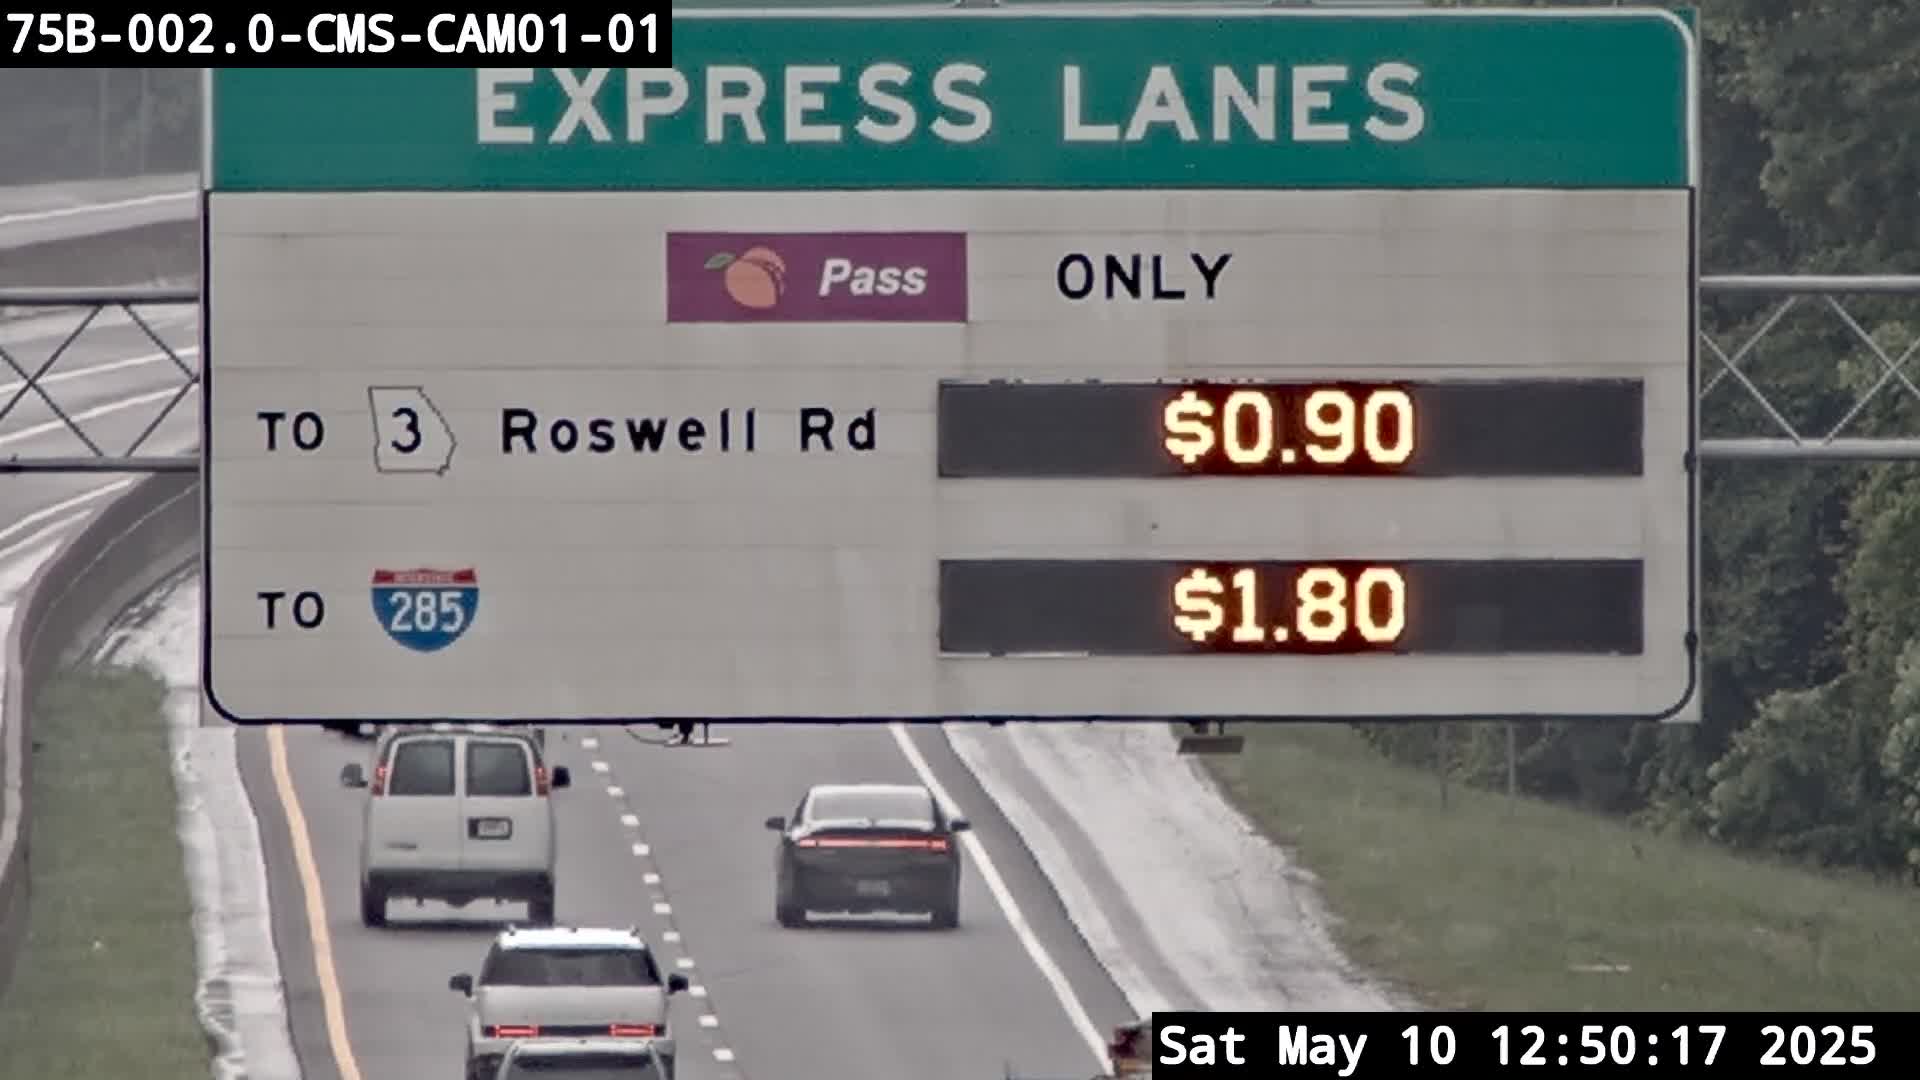 75B-002.0-CMS-CAM01-01
EXPRESS LANES
Pass ONLY
TO 3 Roswell Rd $0.90
TO 285 $1.80
Sat May 10 12:50:17 2025